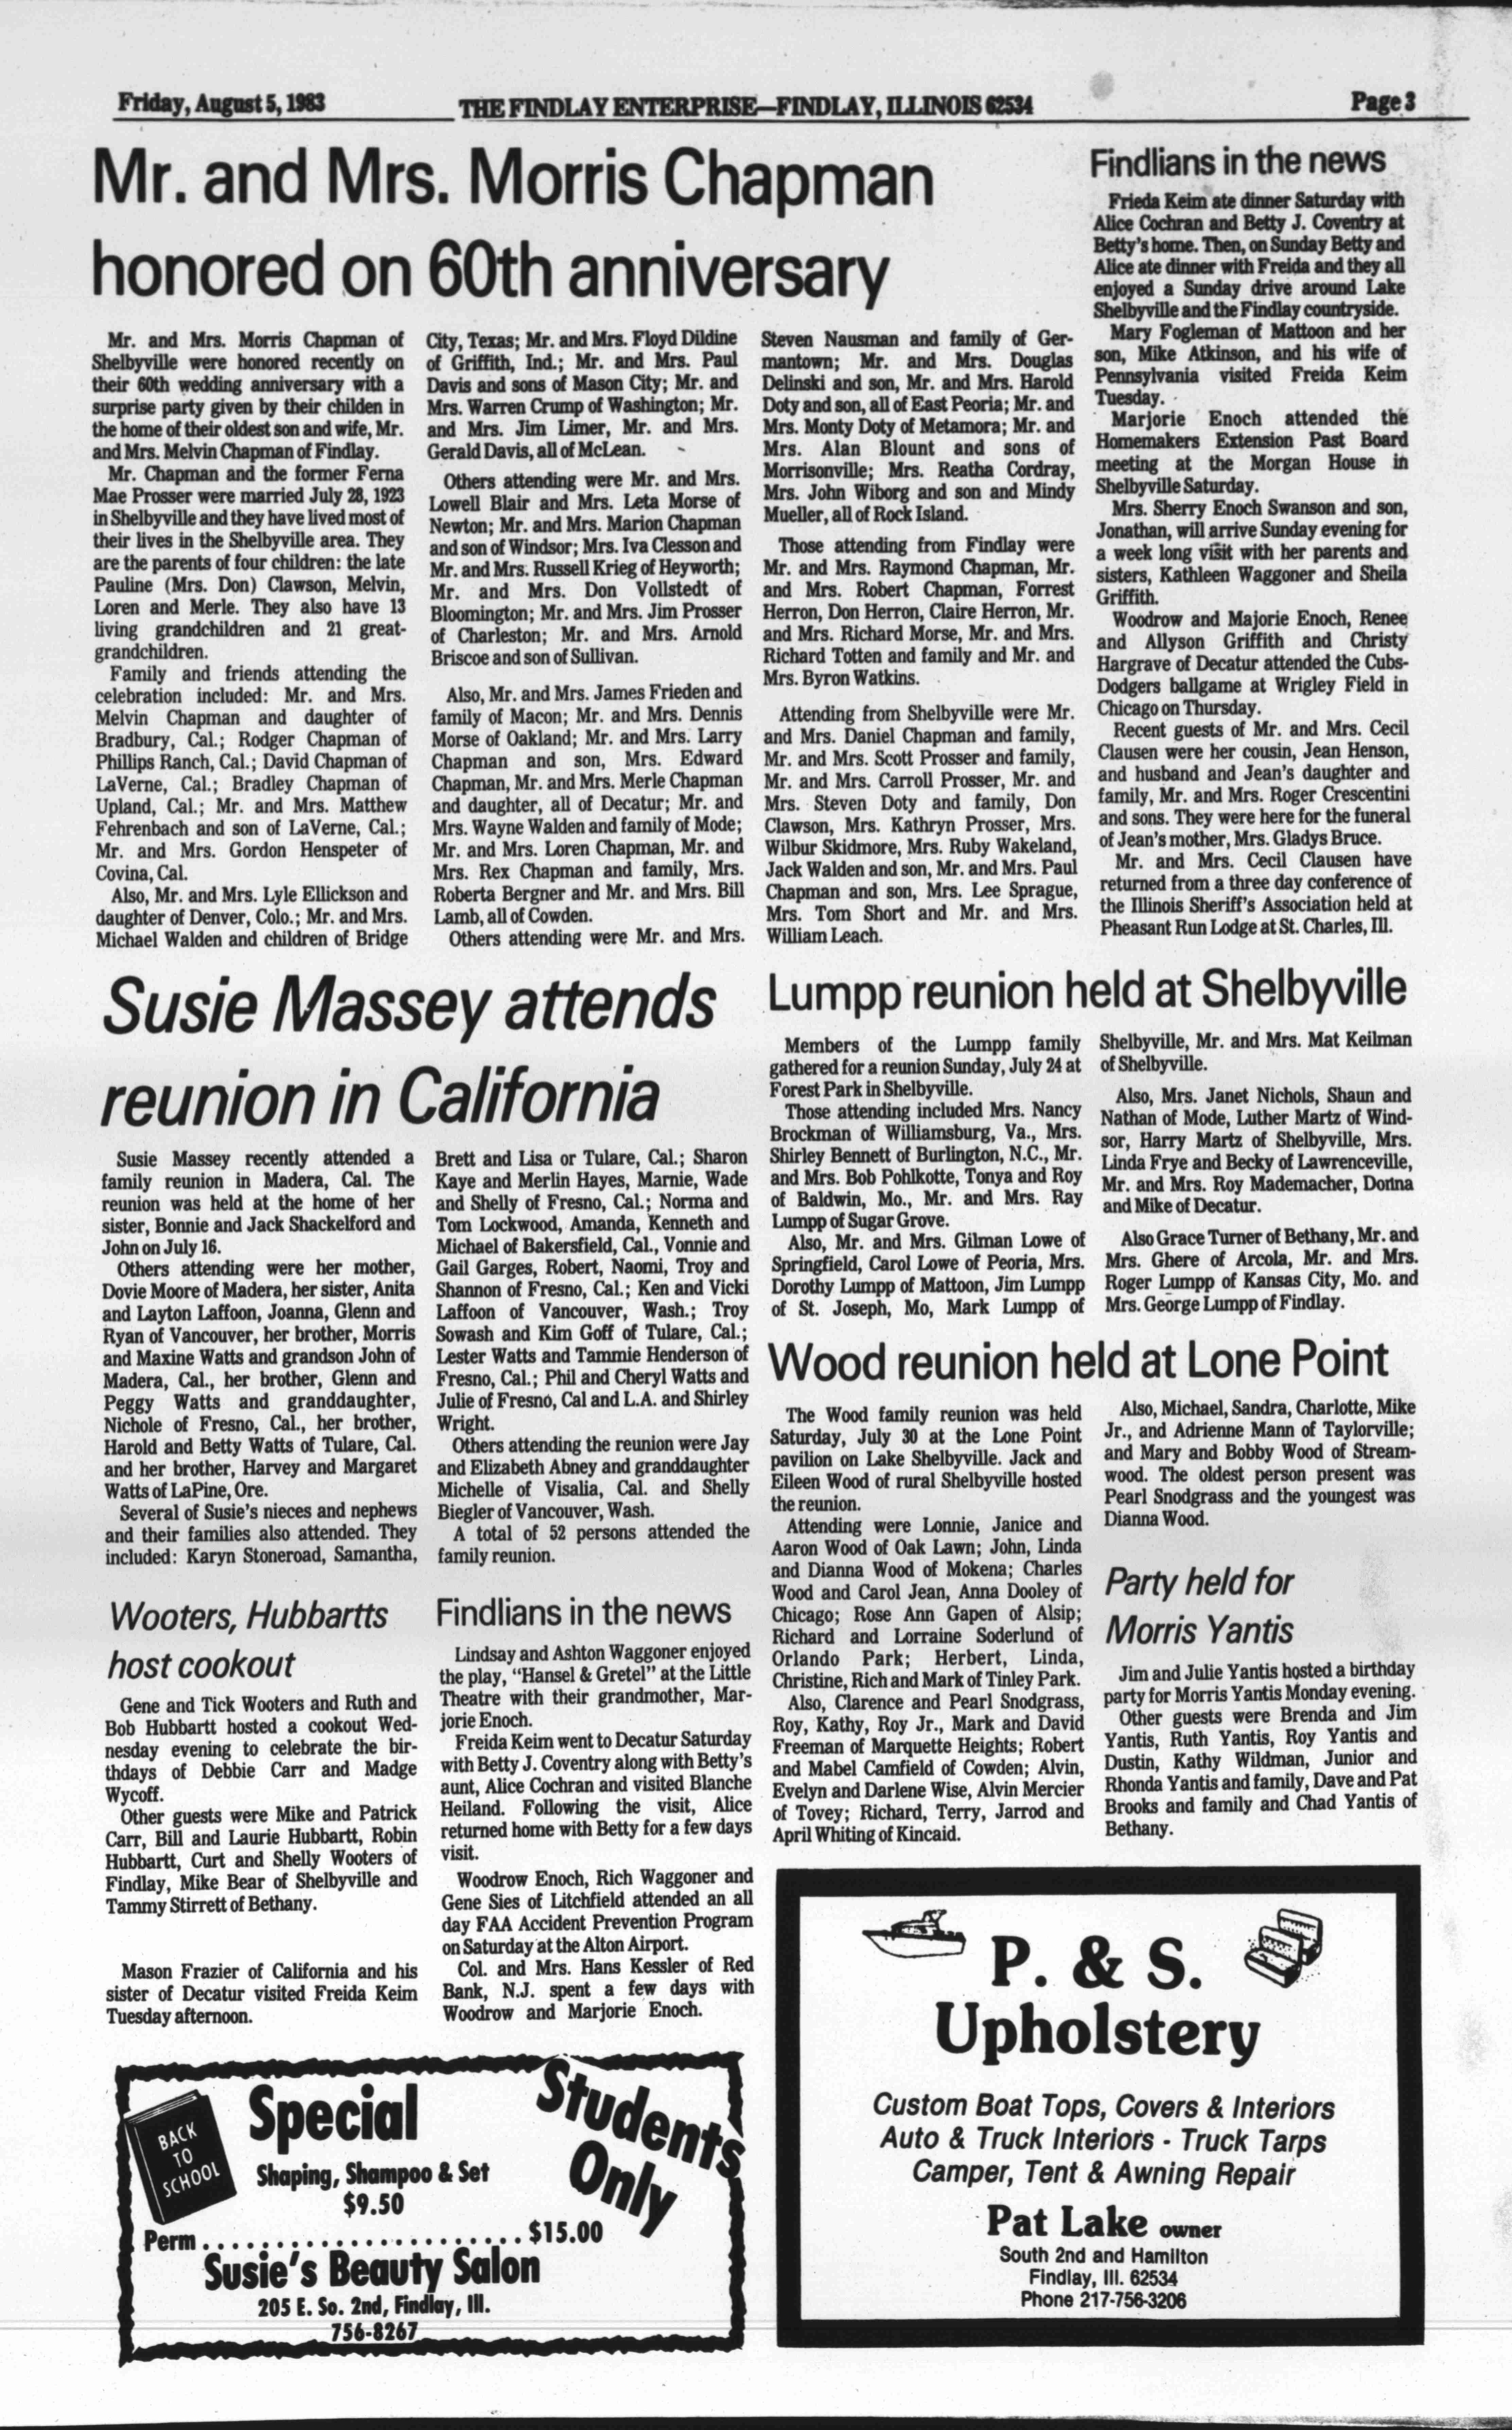 Friday, August 5, 1983
THE FINDLAY ENTERPRISE—FINDLAY, ILLINOIS 62534
Page 3
Mr. and Mrs. Morris Chapman
honored on 60th anniversary
Mr. and Mrs. Morris Chapman of
Shelbyville were honored recently on
their 60th wedding anniversary with a
surprise party given by their childen in
the home of their oldest son and wife, Mr.
and Mrs. Melvin Chapman of Findlay.
Mr. Chapman and the former Ferna
Mae Prosser were married July 28, 1923
in Shelbyville and they have lived most of
their lives in the Shelbyville area. They
are the parents of four children: the late
Pauline (Mrs. Don) Clawson, Melvin,
Loren and Merle. They also have 13
living grandchildren and 21 great-
grandchildren.
Family and friends attending the
celebration included: Mr. and Mrs.
Melvin Chapman and daughter of
Bradbury, Cal.; Rodger Chapman of
Phillips Ranch, Cal.; David Chapman of
LaVerne, Cal.; Bradley Chapman of
Upland, Cal.; Mr. and Mrs. Matthew
Fehrenbach and son of LaVerne, Cal.;
Mr. and Mrs. Gordon Henspeter of
Covina, Cal.
Also, Mr. and Mrs. Lyle Ellickson and
daughter of Denver, Colo.; Mr. and Mrs.
Michael Walden and children of Bridge
City, Texas; Mr. and Mrs. Floyd Dildine
of Griffith, Ind.; Mr. and Mrs. Paul
Davis and sons of Mason City; Mr. and
Mrs. Warren Crump of Washington; Mr.
and Mrs. Jim Limer, Mr. and Mrs.
Gerald Davis, all of McLean.
Others attending were Mr. and Mrs.
Lowell Blair and Mrs. Leta Morse of
Newton; Mr. and Mrs. Marion Chapman
and son of Windsor; Mrs. Iva Clesson and
Mr. and Mrs. Russell Krieg of Heyworth;
Mr. and Mrs. Don Vollstedt of
Bloomington; Mr. and Mrs. Jim Prosser
of Charleston; Mr. and Mrs. Arnold
Briscoe and son of Sullivan.
Also, Mr. and Mrs. James Frieden and
family of Macon; Mr. and Mrs. Dennis
Morse of Oakland; Mr. and Mrs. Larry
Chapman and son, Mrs. Edward
Chapman, Mr. and Mrs. Merle Chapman
and daughter, all of Decatur; Mr. and
Mrs. Wayne Walden and family of Mode;
Mr. and Mrs. Loren Chapman, Mr. and
Mrs. Rex Chapman and family, Mrs.
Roberta Bergner and Mr. and Mrs. Bill
Lamb, all of Cowden.
Others attending were Mr. and Mrs.
Steven Nausman and family of Ger-
mantown; Mr. and Mrs. Douglas
Delinski and son, Mr. and Mrs. Harold
Doty and son, all of East Peoria; Mr. and
Mrs. Monty Doty of Metamora; Mr. and
Mrs. Alan Blount and sons of
Morrisonville; Mrs. Reatha Cordray,
Mrs. John Wiborg and son and Mindy
Mueller, all of Rock Island.
Those attending from Findlay were
Mr. and Mrs. Raymond Chapman, Mr.
and Mrs. Robert Chapman, Forrest
Herron, Don Herron, Claire Herron, Mr.
and Mrs. Richard Morse, Mr. and Mrs.
Richard Totten and family and Mr. and
Mrs. Byron Watkins.
Attending from Shelbyville were Mr.
and Mrs. Daniel Chapman and family,
Mr. and Mrs. Scott Prosser and family,
Mr. and Mrs. Carroll Prosser, Mr. and
Mrs. Steven Doty and family, Don
Clawson, Mrs. Kathryn Prosser, Mrs.
Wilbur Skidmore, Mrs. Ruby Wakeland,
Jack Walden and son, Mr. and Mrs. Paul
Chapman and son, Mrs. Lee Sprague,
Mrs. Tom Short and Mr. and Mrs.
William Leach.
Findlians in the news
Frieda Keim ate dinner Saturday with
Alice Cochran and Betty J. Coventry at
Betty's home. Then, on Sunday Betty and
Alice ate dinner with Freida and they all
enjoyed a Sunday drive around Lake
Shelbyville and the Findlay countryside.
Mary Fogleman of Mattoon and her
son, Mike Atkinson, and his wife of
Pennsylvania visited Freida Keim
Tuesday.
Marjorie Enoch attended the
Homemakers Extension Past Board
meeting at the Morgan House in
Shelbyville Saturday.
Mrs. Sherry Enoch Swanson and son,
Jonathan, will arrive Sunday evening for
a week long visit with her parents and
sisters, Kathleen Waggoner and Sheila
Griffith.
Woodrow and Majorie Enoch, Renee
and Allyson Griffith and Christy
Hargrave of Decatur attended the Cubs-
Dodgers ballgame at Wrigley Field in
Chicago on Thursday.
Recent guests of Mr. and Mrs. Cecil
Clausen were her cousin, Jean Henson,
and husband and Jean's daughter and
family, Mr. and Mrs. Roger Crescentini
and sons. They were here for the funeral
of Jean's mother, Mrs. Gladys Bruce.
Mr. and Mrs. Cecil Clausen have
returned from a three day conference of
the Illinois Sheriff's Association held at
Pheasant Run Lodge at St. Charles, Ill.
Susie Massey attends
reunion in California
Susie Massey recently attended a
family reunion in Madera, Cal. The
reunion was held at the home of her
sister, Bonnie and Jack Shackelford and
John on July 16.
Others attending were her mother,
Dovie Moore of Madera, her sister, Anita
and Layton Laffoon, Joanna, Glenn and
Ryan of Vancouver, her brother, Morris
and Maxine Watts and grandson John of
Madera, Cal., her brother, Glenn and
Peggy Watts and granddaughter,
Nichole of Fresno, Cal., her brother,
Harold and Betty Watts of Tulare, Cal.
and her brother, Harvey and Margaret
Watts of LaPine, Ore.
Several of Susie's nieces and nephews
and their families also attended. They
included: Karyn Stoneroad, Samantha,
Brett and Lisa or Tulare, Cal.; Sharon
Kaye and Merlin Hayes, Marnie, Wade
and Shelly of Fresno, Cal.; Norma and
Tom Lockwood, Amanda, Kenneth and
Michael of Bakersfield, Cal., Vonnie and
Gail Garges, Robert, Naomi, Troy and
Shannon of Fresno, Cal.; Ken and Vicki
Laffoon of Vancouver, Wash.; Troy
Sowash and Kim Goff of Tulare, Cal.;
Lester Watts and Tammie Henderson of
Fresno, Cal.; Phil and Cheryl Watts and
Julie of Fresno, Cal and L.A. and Shirley
Wright.
Others attending the reunion were Jay
and Elizabeth Abney and granddaughter
Michelle of Visalia, Cal. and Shelly
Biegler of Vancouver, Wash.
A total of 52 persons attended the
family reunion.
Lumpp reunion held at Shelbyville
Members of the Lumpp family
gathered for a reunion Sunday, July 24 at
Forest Park in Shelbyville.
Those attending included Mrs. Nancy
Brockman of Williamsburg, Va., Mrs.
Shirley Bennett of Burlington, N.C., Mr.
and Mrs. Bob Pohlkotte, Tonya and Roy
of Baldwin, Mo., Mr. and Mrs. Ray
Lumpp of Sugar Grove.
Also, Mr. and Mrs. Gilman Lowe of
Springfield, Carol Lowe of Peoria, Mrs.
Dorothy Lumpp of Mattoon, Jim Lumpp
of St. Joseph, Mo, Mark Lumpp of
Shelbyville, Mr. and Mrs. Mat Keilman
of Shelbyville.
Also, Mrs. Janet Nichols, Shaun and
Nathan of Mode, Luther Martz of Wind-
sor, Harry Martz of Shelbyville, Mrs.
Linda Frye and Becky of Lawrenceville,
Mr. and Mrs. Roy Mademacher, Donna
and Mike of Decatur.
Also Grace Turner of Bethany, Mr. and
Mrs. Ghere of Arcola, Mr. and Mrs.
Roger Lumpp of Kansas City, Mo. and
Mrs. George Lumpp of Findlay.
Wood reunion held at Lone Point
The Wood family reunion was held
Saturday, July 30 at the Lone Point
pavilion on Lake Shelbyville. Jack and
Eileen Wood of rural Shelbyville hosted
the reunion.
Attending were Lonnie, Janice and
Aaron Wood of Oak Lawn; John, Linda
and Dianna Wood of Mokena; Charles
Wood and Carol Jean, Anna Dooley of
Chicago; Rose Ann Gapen of Alsip;
Richard and Lorraine Soderlund of
Orlando Park; Herbert, Linda,
Christine, Rich and Mark of Tinley Park.
Also, Clarence and Pearl Snodgrass,
Roy, Kathy, Roy Jr., Mark and David
Freeman of Marquette Heights; Robert
and Mabel Camfield of Cowden; Alvin,
Evelyn and Darlene Wise, Alvin Mercier
of Tovey; Richard, Terry, Jarrod and
April Whiting of Kincaid.
Also, Michael, Sandra, Charlotte, Mike
Jr., and Adrienne Mann of Taylorville;
and Mary and Bobby Wood of Stream-
wood. The oldest person present was
Pearl Snodgrass and the youngest was
Dianna Wood.
Wooters, Hubbartts
host cookout
Gene and Tick Wooters and Ruth and
Bob Hubbartt hosted a cookout Wed-
nesday evening to celebrate the bir-
thdays of Debbie Carr and Madge
Wycoff.
Other guests were Mike and Patrick
Carr, Bill and Laurie Hubbartt, Robin
Hubbartt, Curt and Shelly Wooters of
Findlay, Mike Bear of Shelbyville and
Tammy Stirrett of Bethany.
Mason Frazier of California and his
sister of Decatur visited Freida Keim
Tuesday afternoon.
Findlians in the news
Lindsay and Ashton Waggoner enjoyed
the play, "Hansel & Gretel" at the Little
Theatre with their grandmother, Mar-
jorie Enoch.
Freida Keim went to Decatur Saturday
with Betty J. Coventry along with Betty's
aunt, Alice Cochran and visited Blanche
Heiland. Following the visit, Alice
returned home with Betty for a few days
visit.
Woodrow Enoch, Rich Waggoner and
Gene Sies of Litchfield attended an all
day FAA Accident Prevention Program
on Saturday at the Alton Airport.
Col. and Mrs. Hans Kessler of Red
Bank, N.J. spent a few days with
Woodrow and Marjorie Enoch.
Party held for
Morris Yantis
Jim and Julie Yantis hosted a birthday
party for Morris Yantis Monday evening.
Other guests were Brenda and Jim
Yantis, Ruth Yantis, Roy Yantis and
Dustin, Kathy Wildman, Junior and
Rhonda Yantis and family, Dave and Pat
Brooks and family and Chad Yantis of
Bethany.
BACK
TO
SCHOOL
Special
Students
Only
Shaping, Shampoo & Set
$9.50
Perm......................$15.00
Susie's Beauty Salon
205 E. So. 2nd, Findlay, Ill.
756-8267
P. & S.
Upholstery
Custom Boat Tops, Covers & Interiors
Auto & Truck Interiors - Truck Tarps
Camper, Tent & Awning Repair
Pat Lake owner
South 2nd and Hamilton
Findlay, Ill. 62534
Phone 217-756-3206